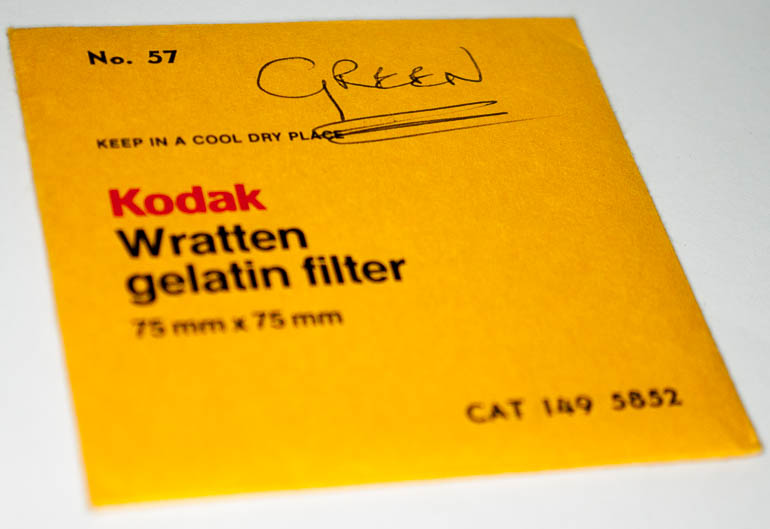 No. 57
GREEN
KEEP IN A COOL DRY PLACE
Kodak
Wratten
gelatin filter
75 mm x 75 mm
CAT 149 5852